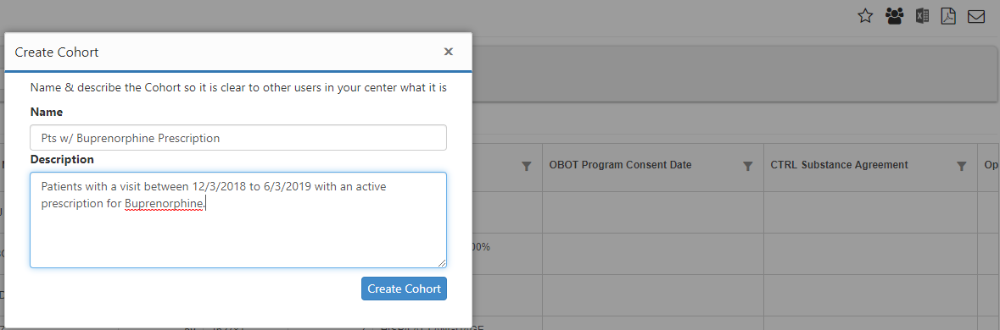 Create Cohort ×
Name & describe the Cohort so it is clear to other users in your center what it is
Name
Pts w/ Buprenorphine Prescription
Description
Patients with a visit between 12/3/2018 to 6/3/2019 with an active
prescription for Buprenorphine.
Create Cohort
OBOT Program Consent Date
CTRL Substance Agreement
Op
00%